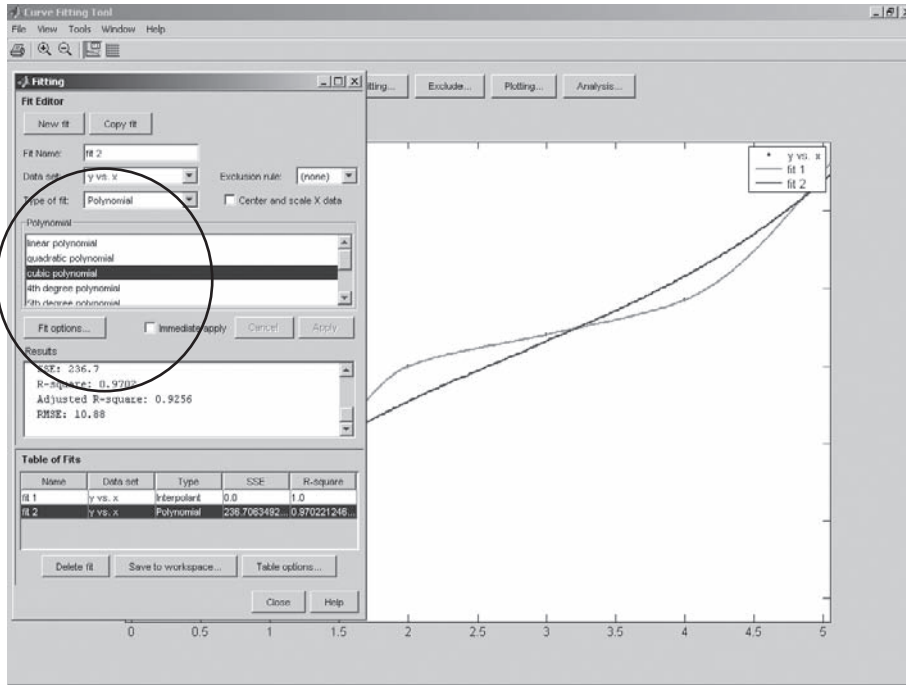 Curve Fitting Tool
File View Tools Window Help
Fitting
Fit Editor
New fit Copy fit
Fit Name: fit 2
Data set: y vs. x Exclusion rule: (none)
Type of fit: Polynomial Center and scale X data
Polynomial
linear polynomial
quadratic polynomial
cubic polynomial
4th degree polynomial
5th degree polynomial
Fit options... Immediate apply Cancel Apply
Results
SSE: 236.7
R-square: 0.9702
Adjusted R-square: 0.9256
RMSE: 10.88
Table of Fits
Name Data set Type SSE R-square
fit 1 y vs. x Interpolant 0.0 1.0
fit 2 y vs. x Polynomial 236.7063492... 0.970221246...
Delete fit Save to workspace... Table options...
Close Help
itting... Exclude... Plotting... Analysis...
y vs. x
fit 1
fit 2
0 0.5 1 1.5 2 2.5 3 3.5 4 4.5 5